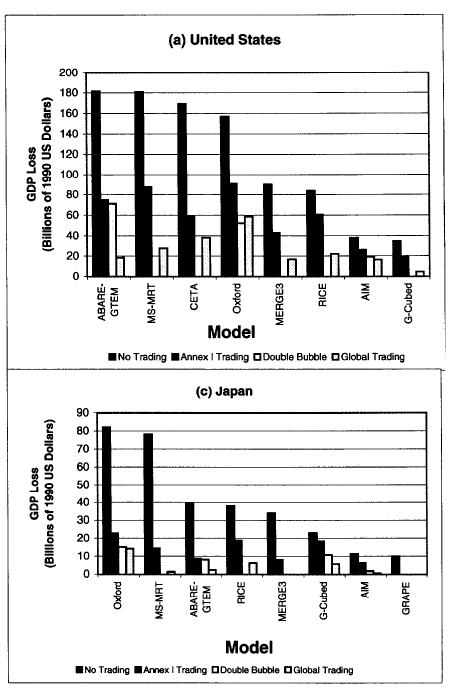 (a) United States
GDP Loss
(Billions of 1990 US Dollars)
200
180
160
140
120
100
80
60
40
20
0
ABARE-
GTEM
MS-MRT
CETA
Oxford
MERGE3
RICE
AIM
G-Cubed
Model
No Trading Annex I Trading Double Bubble Global Trading
(c) Japan
GDP Loss
(Billions of 1990 US Dollars)
90
80
70
60
50
40
30
20
10
0
Oxford
MS-MRT
ABARE-
GTEM
RICE
MERGE3
G-Cubed
AIM
GRAPE
Model
No Trading Annex I Trading Double Bubble Global Trading